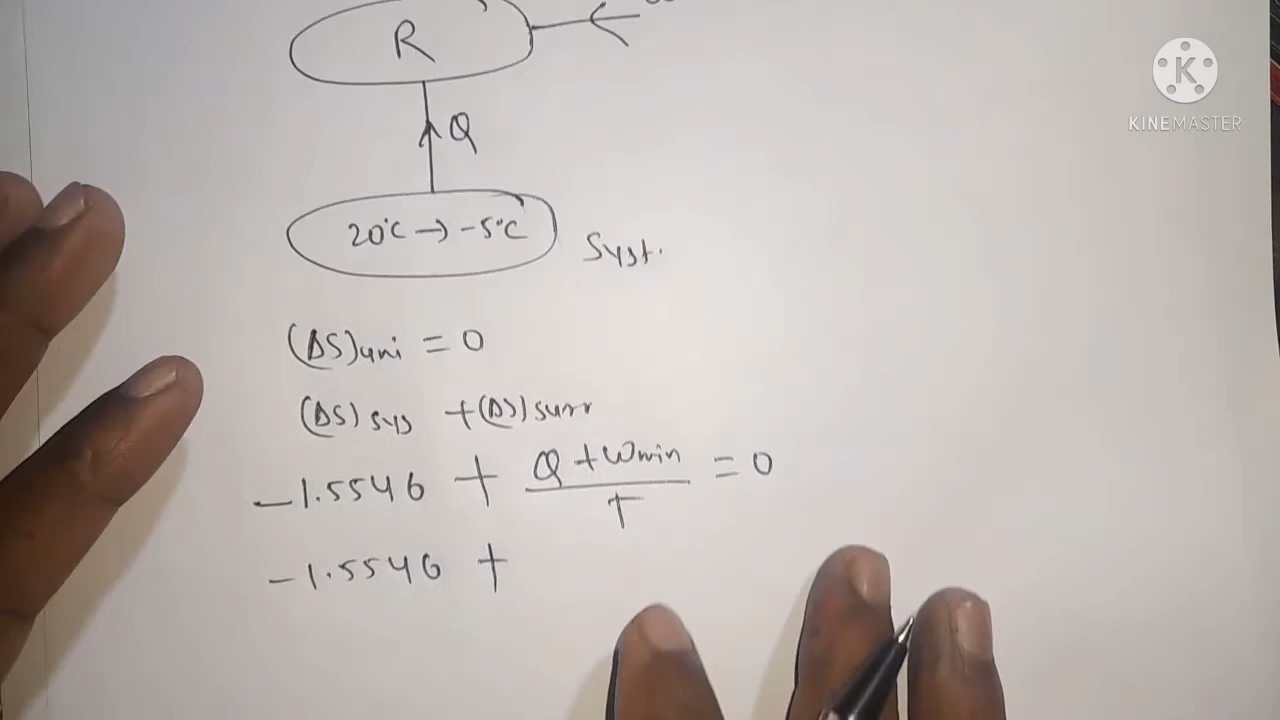 R
K
KINEMASTER
Q
20°C → -5°C
Syst.
(ΔS)uni = 0
(ΔS)sys + (ΔS)surr
-1.5546 + Q + Wmin / T = 0
-1.5546 +